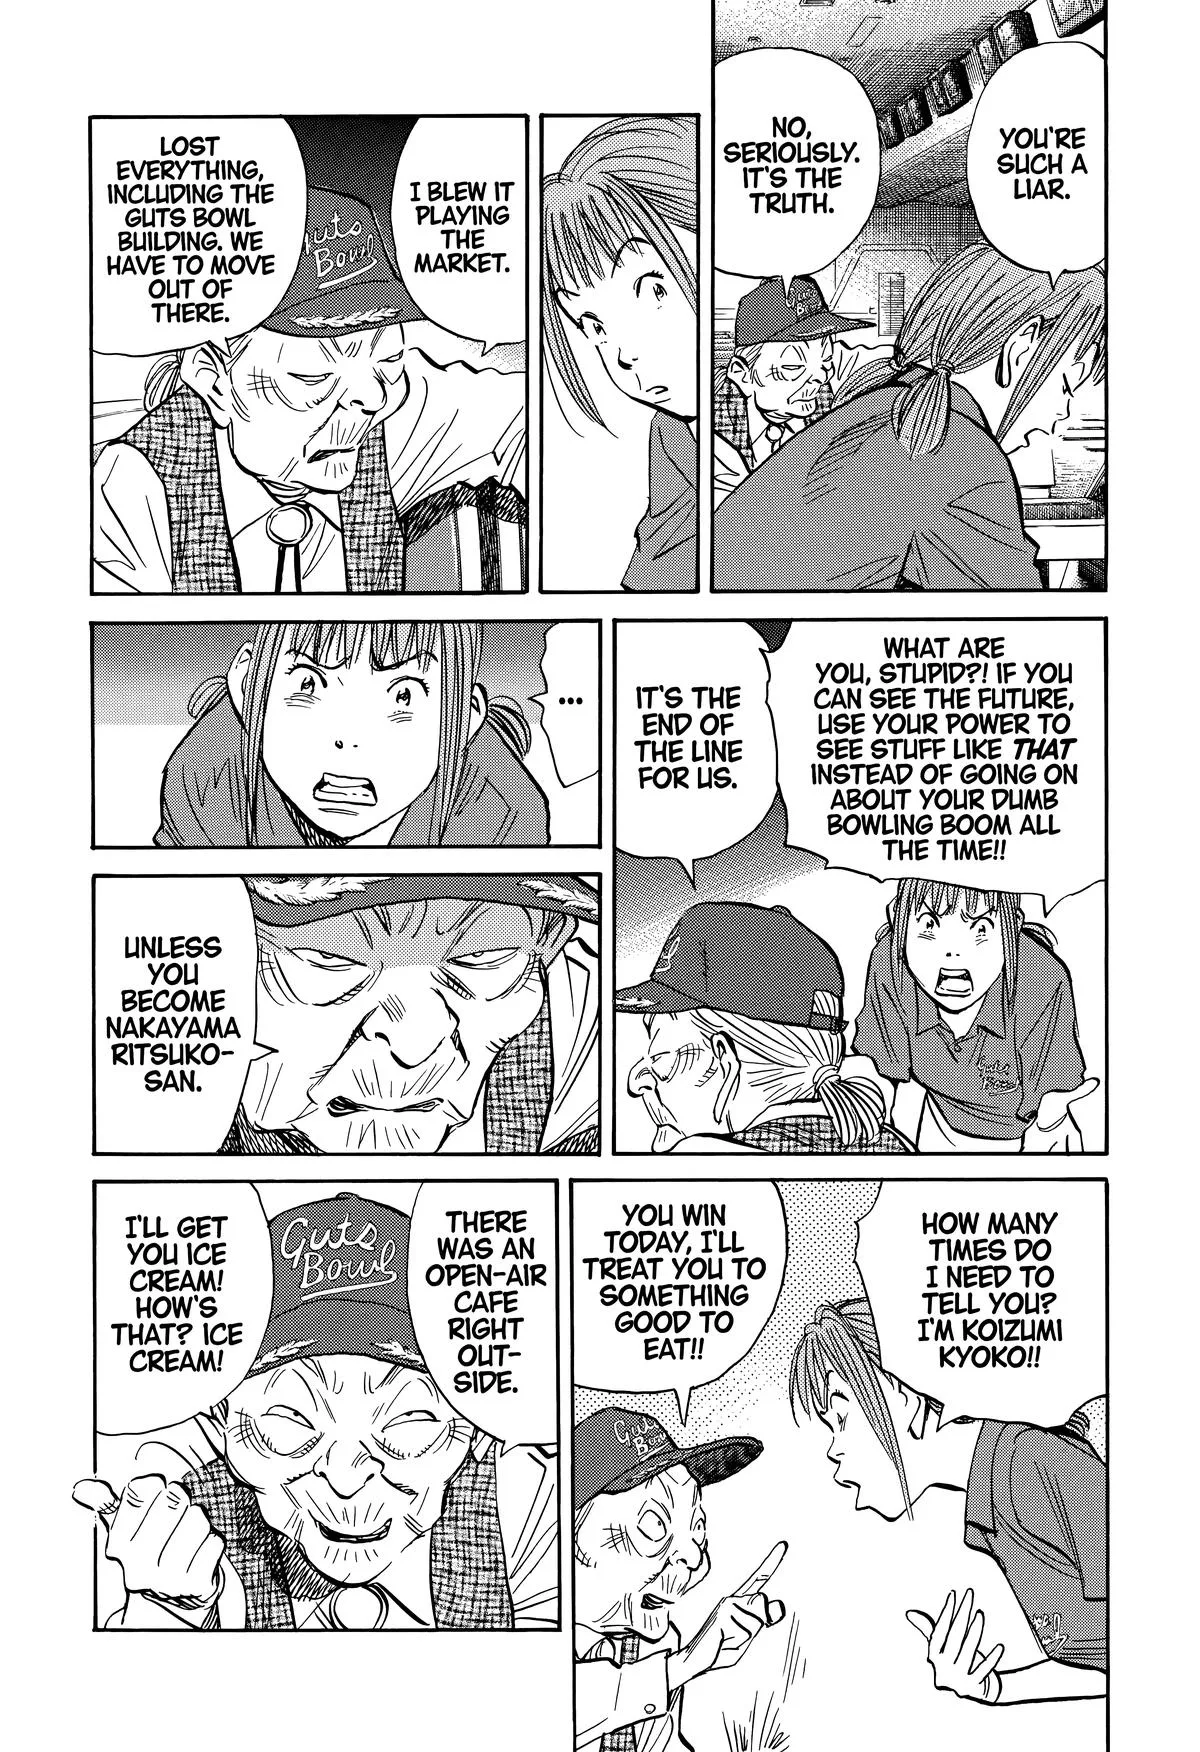 YOU'RE
SUCH A
LIAR.
NO,
SERIOUSLY.
IT'S THE
TRUTH.
Guts
Bowl
I BLEW IT
PLAYING
THE
MARKET.
LOST
EVERYTHING,
INCLUDING THE
GUTS BOWL
BUILDING. WE
HAVE TO MOVE
OUT OF
THERE.
Guts
Bowl
WHAT ARE
YOU, STUPID?! IF YOU
CAN SEE THE FUTURE,
USE YOUR POWER TO
SEE STUFF LIKE THAT
INSTEAD OF GOING ON
ABOUT YOUR DUMB
BOWLING BOOM ALL
THE TIME!!
IT'S THE
END OF
THE LINE
FOR US.
Guts
Bowl
...
UNLESS
YOU
BECOME
NAKAYAMA
RITSUKO-
SAN.
HOW MANY
TIMES DO
I NEED TO
TELL YOU?
I'M KOIZUMI
KYOKO!!
YOU WIN
TODAY, I'LL
TREAT YOU TO
SOMETHING
GOOD TO
EAT!!
Guts
Bowl
THERE
WAS AN
OPEN-AIR
CAFE
RIGHT
OUT-
SIDE.
I'LL GET
YOU ICE
CREAM!
HOW'S
THAT? ICE
CREAM!
Guts
Bowl